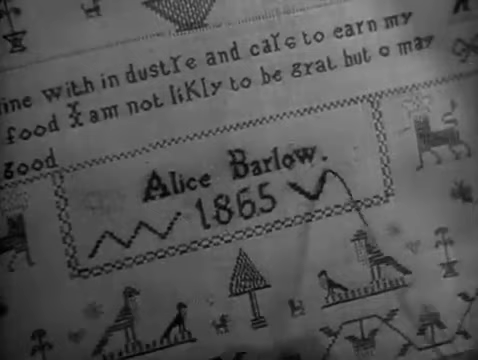 ine with in dustre and cals to earn my
food I am not liKly to be grat but o may
good
Alice Barlow.
1865